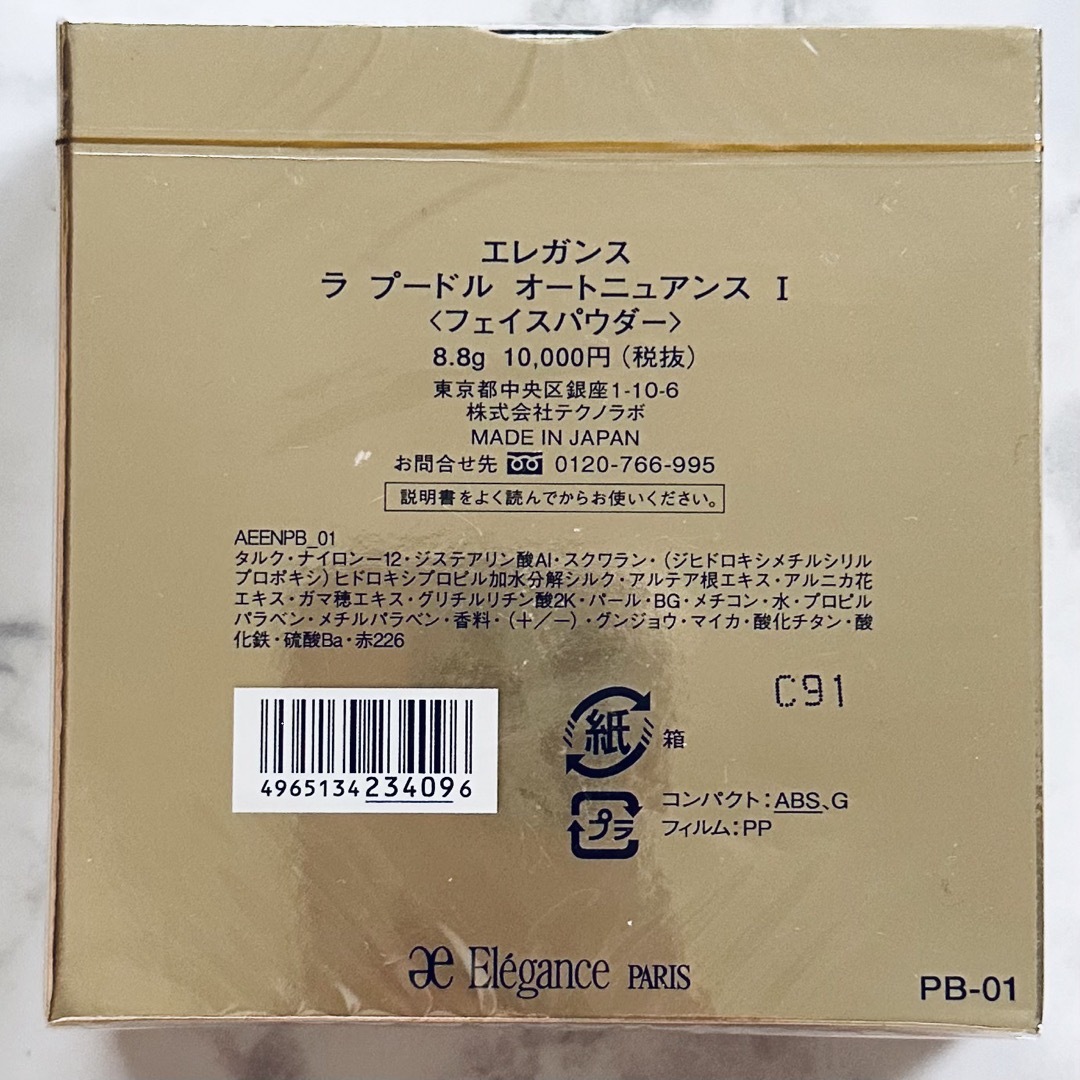 エレガンス
ラ プードル オートニュアンス I
〈フェイスパウダー〉
8.8g 10,000円(税抜)
東京都中央区銀座1-10-6
株式会社テクノラボ
MADE IN JAPAN
お問合せ先 0120-766-995
説明書をよく読んでからお使いください。
AEENPB_01
タルク・ナイロン－12・ジステアリン酸Al・スクワラン・(ジヒドロキシメチルシリル
プロポキシ)ヒドロキシプロピル加水分解シルク・アルテア根エキス・アルニカ花
エキス・ガマ穂エキス・グリチルリチン酸2K・パール・BG・メチコン・水・プロピル
パラベン・メチルパラベン・香料・(＋／－)・グンジョウ・マイカ・酸化チタン・酸
化鉄・硫酸Ba・赤226
C91
4965134234096
紙 箱
プラ コンパクト:ABS、G
フィルム:PP
æ Elégance PARIS
PB-01